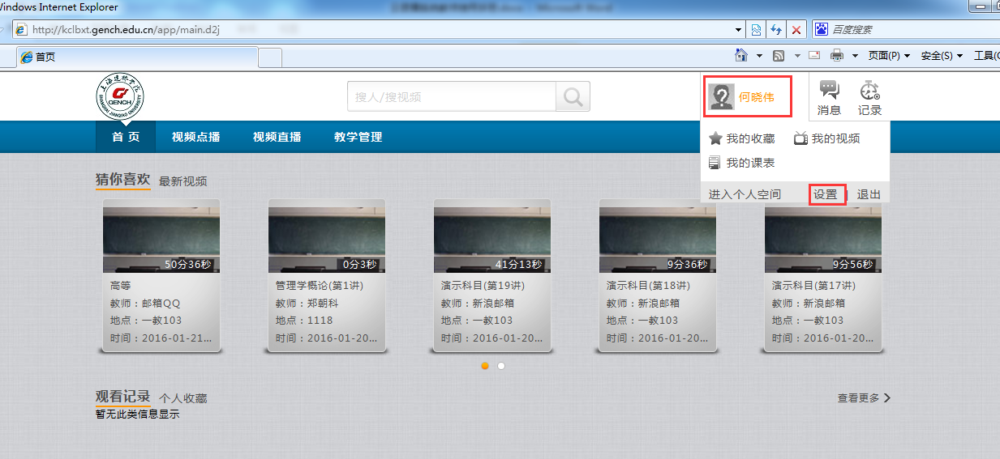 Windows Internet Explorer
http://kclbxt.gench.edu.cn/app/main.d2j
百度搜索
首页
页面(P)
安全(S)
工具(O
上海建桥学院
GENCH
SHANGHAI JIANQIAO UNIVERSITY
搜人/搜视频
何晓伟
消息
记录
首 页
视频点播
视频直播
教学管理
我的收藏
我的视频
我的课表
进入个人空间
设置
退出
猜你喜欢
最新视频
50分36秒
0分3秒
41分13秒
9分36秒
9分56秒
高等
管理学概论(第1讲)
演示科目(第19讲)
演示科目(第18讲)
演示科目(第17讲)
教师：邮箱QQ
教师：郑朝科
教师：新浪邮箱
教师：新浪邮箱
教师：新浪邮箱
地点：一教103
地点：1118
地点：一教103
地点：一教103
地点：一教103
时间：2016-01-21...
时间：2016-01-20...
时间：2016-01-20...
时间：2016-01-20...
时间：2016-01-20...
观看记录
个人收藏
查看更多
暂无此类信息显示